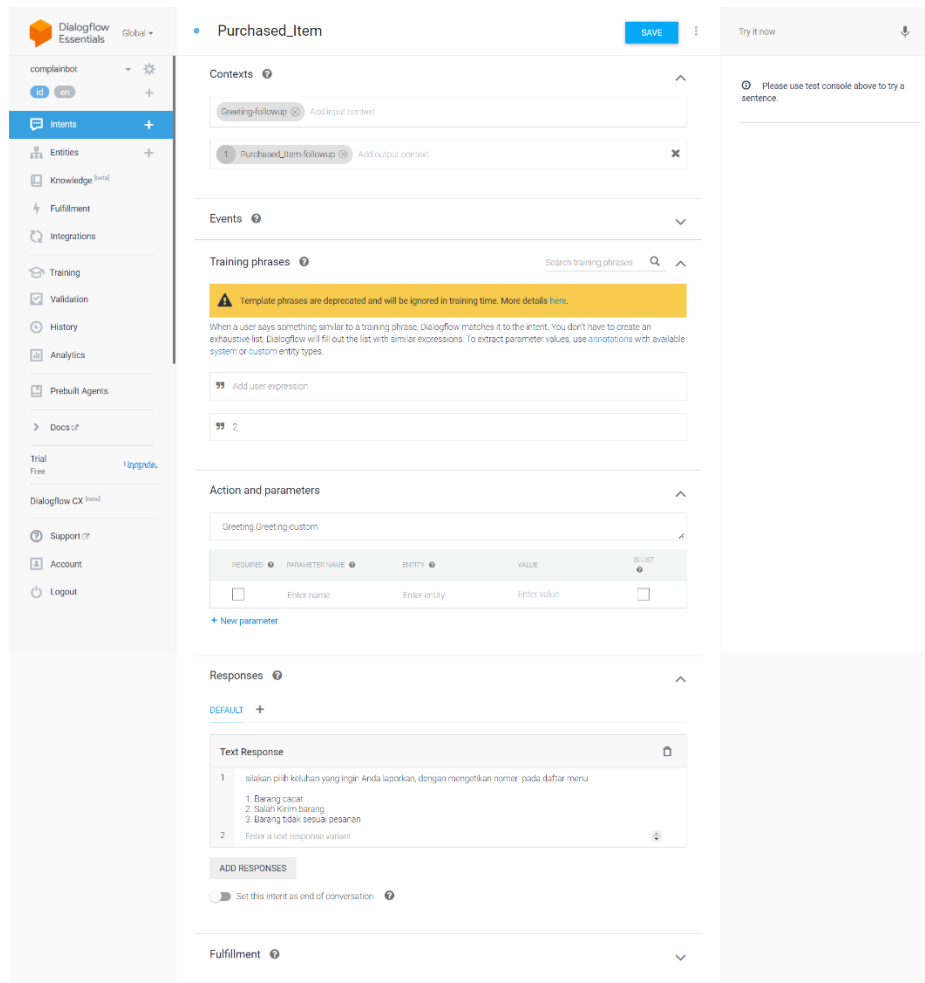 Dialogflow
Essentials
Global
Purchased_Item
SAVE
Try it now
complainbot
id
en
Please use test console above to try a
sentence.
Intents
Entities
Knowledge [beta]
Fulfillment
Integrations
Training
Validation
History
Analytics
Prebuilt Agents
Docs
Trial
Free
Upgrade
Dialogflow CX [new]
Support
Account
Logout
Contexts
Greeting-followup
Add input context
1 Purchased_Item-followup
Add output context
Events
Training phrases
Search training phrases
Template phrases are deprecated and will be ignored in training time. More details here.
When a user says something similar to a training phrase, Dialogflow matches it to the intent. You don't have to create an
exhaustive list. Dialogflow will fill out the list with similar expressions. To extract parameter values, use annotations with available
system or custom entity types.
Add user expression
2
Action and parameters
Greeting.Greeting-custom
REQUIRED PARAMETER NAME ENTITY VALUE IS LIST
Enter name Enter entity Enter value
+ New parameter
Responses
DEFAULT +
Text Response
1 silakan pilih keluhan yang ingin Anda laporkan, dengan mengetikan nomer pada daftar menu
1. Barang cacat
2. Salah Kirim barang
3. Barang tidak sesuai pesanan
2 Enter a text response variant
ADD RESPONSES
Set this intent as end of conversation
Fulfillment